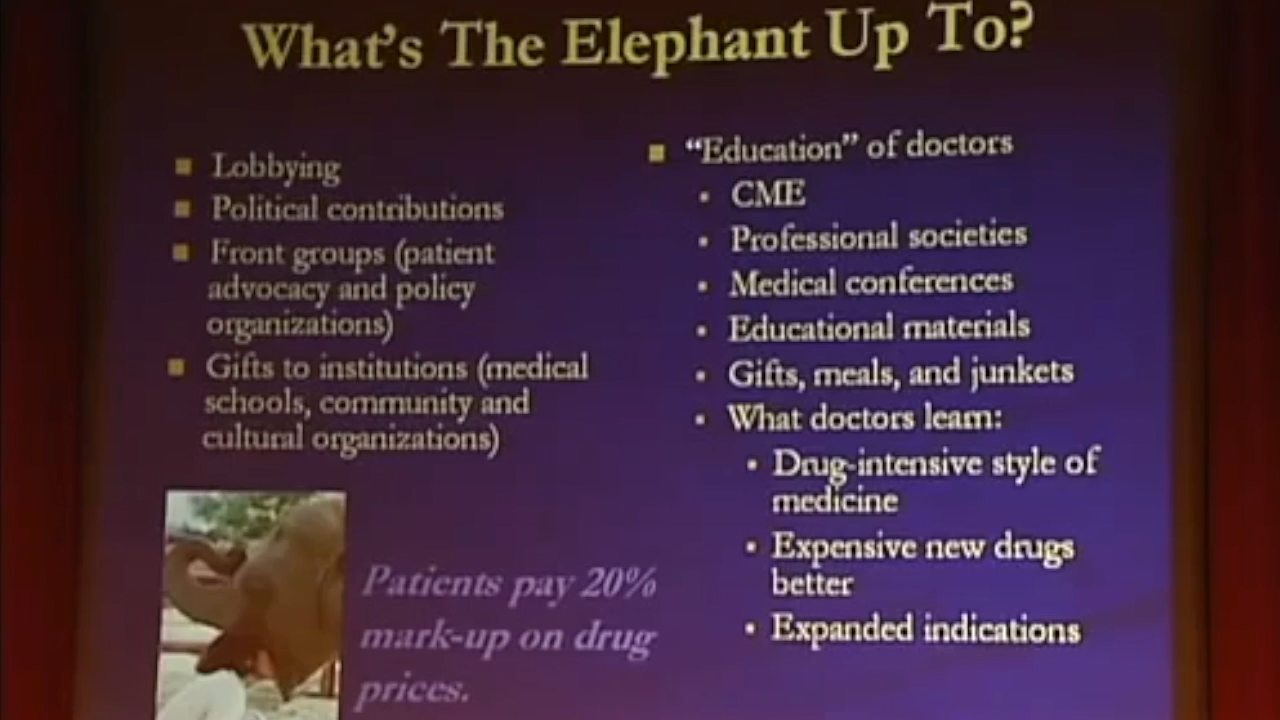 What's The Elephant Up To?
Lobbying
Political contributions
Front groups (patient
advocacy and policy
organizations)
Gifts to institutions (medical
schools, community and
cultural organizations)
Patients pay 20%
mark-up on drug
prices.
"Education" of doctors
CME
Professional societies
Medical conferences
Educational materials
Gifts, meals, and junkets
What doctors learn:
Drug-intensive style of
medicine
Expensive new drugs
better
Expanded indications